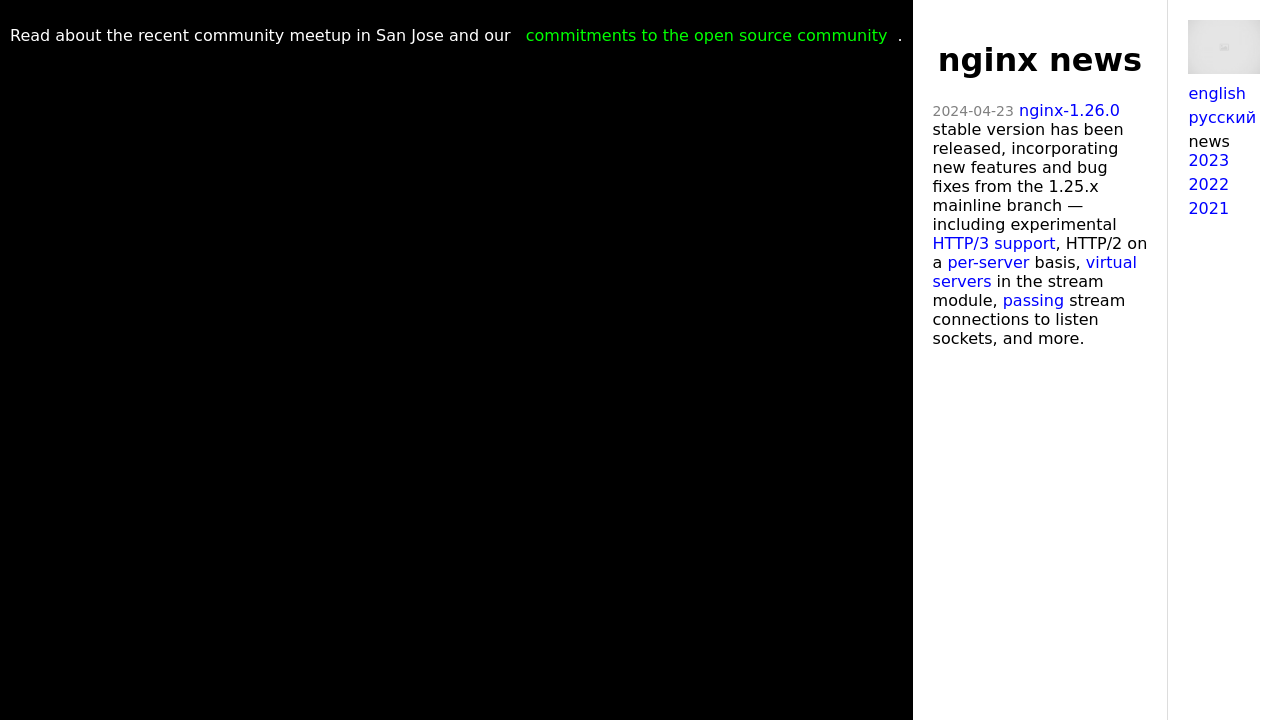 Read about the recent community meetup in San Jose and our commitments to the open source community .
nginx news
2024-04-23 nginx-1.26.0
stable version has been
released, incorporating
new features and bug
fixes from the 1.25.x
mainline branch —
including experimental
HTTP/3 support, HTTP/2 on
a per-server basis, virtual
servers in the stream
module, passing stream
connections to listen
sockets, and more.
english
русский
news
2023
2022
2021